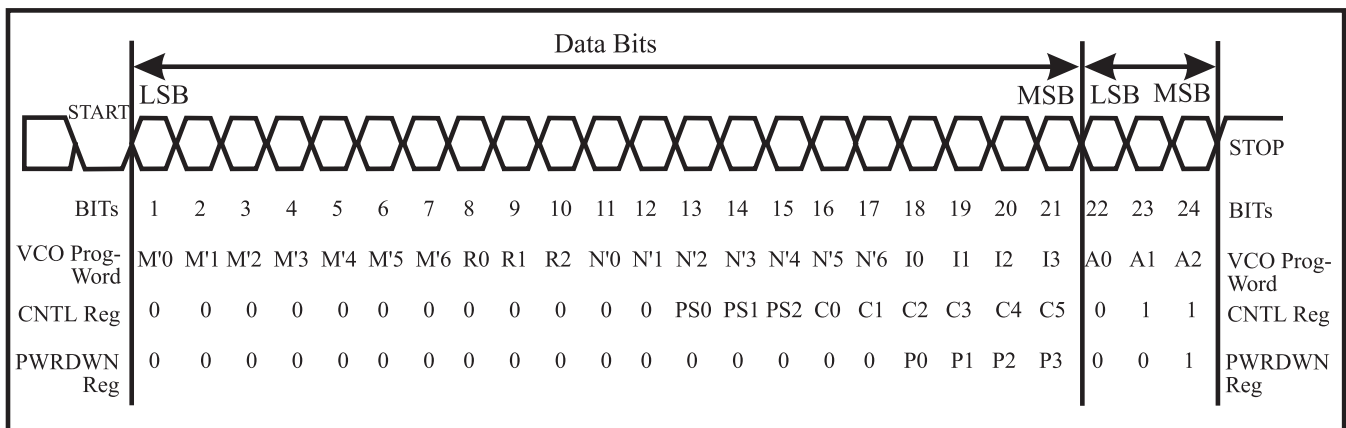 Data Bits
START LSB MSB LSB MSB
STOP
BITs 1 2 3 4 5 6 7 8 9 10 11 12 13 14 15 16 17 18 19 20 21 22 23 24 BITs
VCO Prog-Word M'0 M'1 M'2 M'3 M'4 M'5 M'6 R0 R1 R2 N'0 N'1 N'2 N'3 N'4 N'5 N'6 I0 I1 I2 I3 A0 A1 A2 VCO Prog-Word
CNTL Reg 0 0 0 0 0 0 0 0 0 0 0 0 PS0 PS1 PS2 C0 C1 C2 C3 C4 C5 0 1 1 CNTL Reg
PWRDWN Reg 0 0 0 0 0 0 0 0 0 0 0 0 0 0 0 0 0 P0 P1 P2 P3 0 0 1 PWRDWN Reg